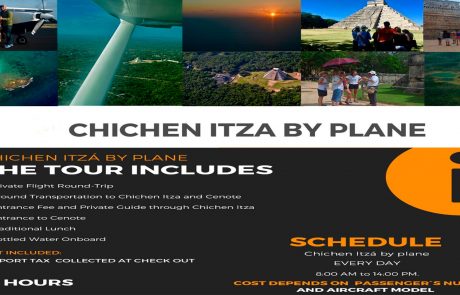 CHICHEN ITZA BY PLANE
HICHEN ITZÁ BY PLANE
HE TOUR INCLUDES
ivate Flight Round-Trip
ound Transportation to Chichen Itza and Cenote
ntrance Fee and Private Guide through Chichen Itza
ntrance to Cenote
aditional Lunch
ottled Water Onboard
T INCLUDED:
PORT TAX COLLECTED AT CHECK OUT
HOURS
i
SCHEDULE
Chichen Itzá by plane
EVERY DAY
8:00 AM to 14:00 PM.
COST DEPENDS ON PASSENGER´S NU
AND AIRCRAFT MODEL